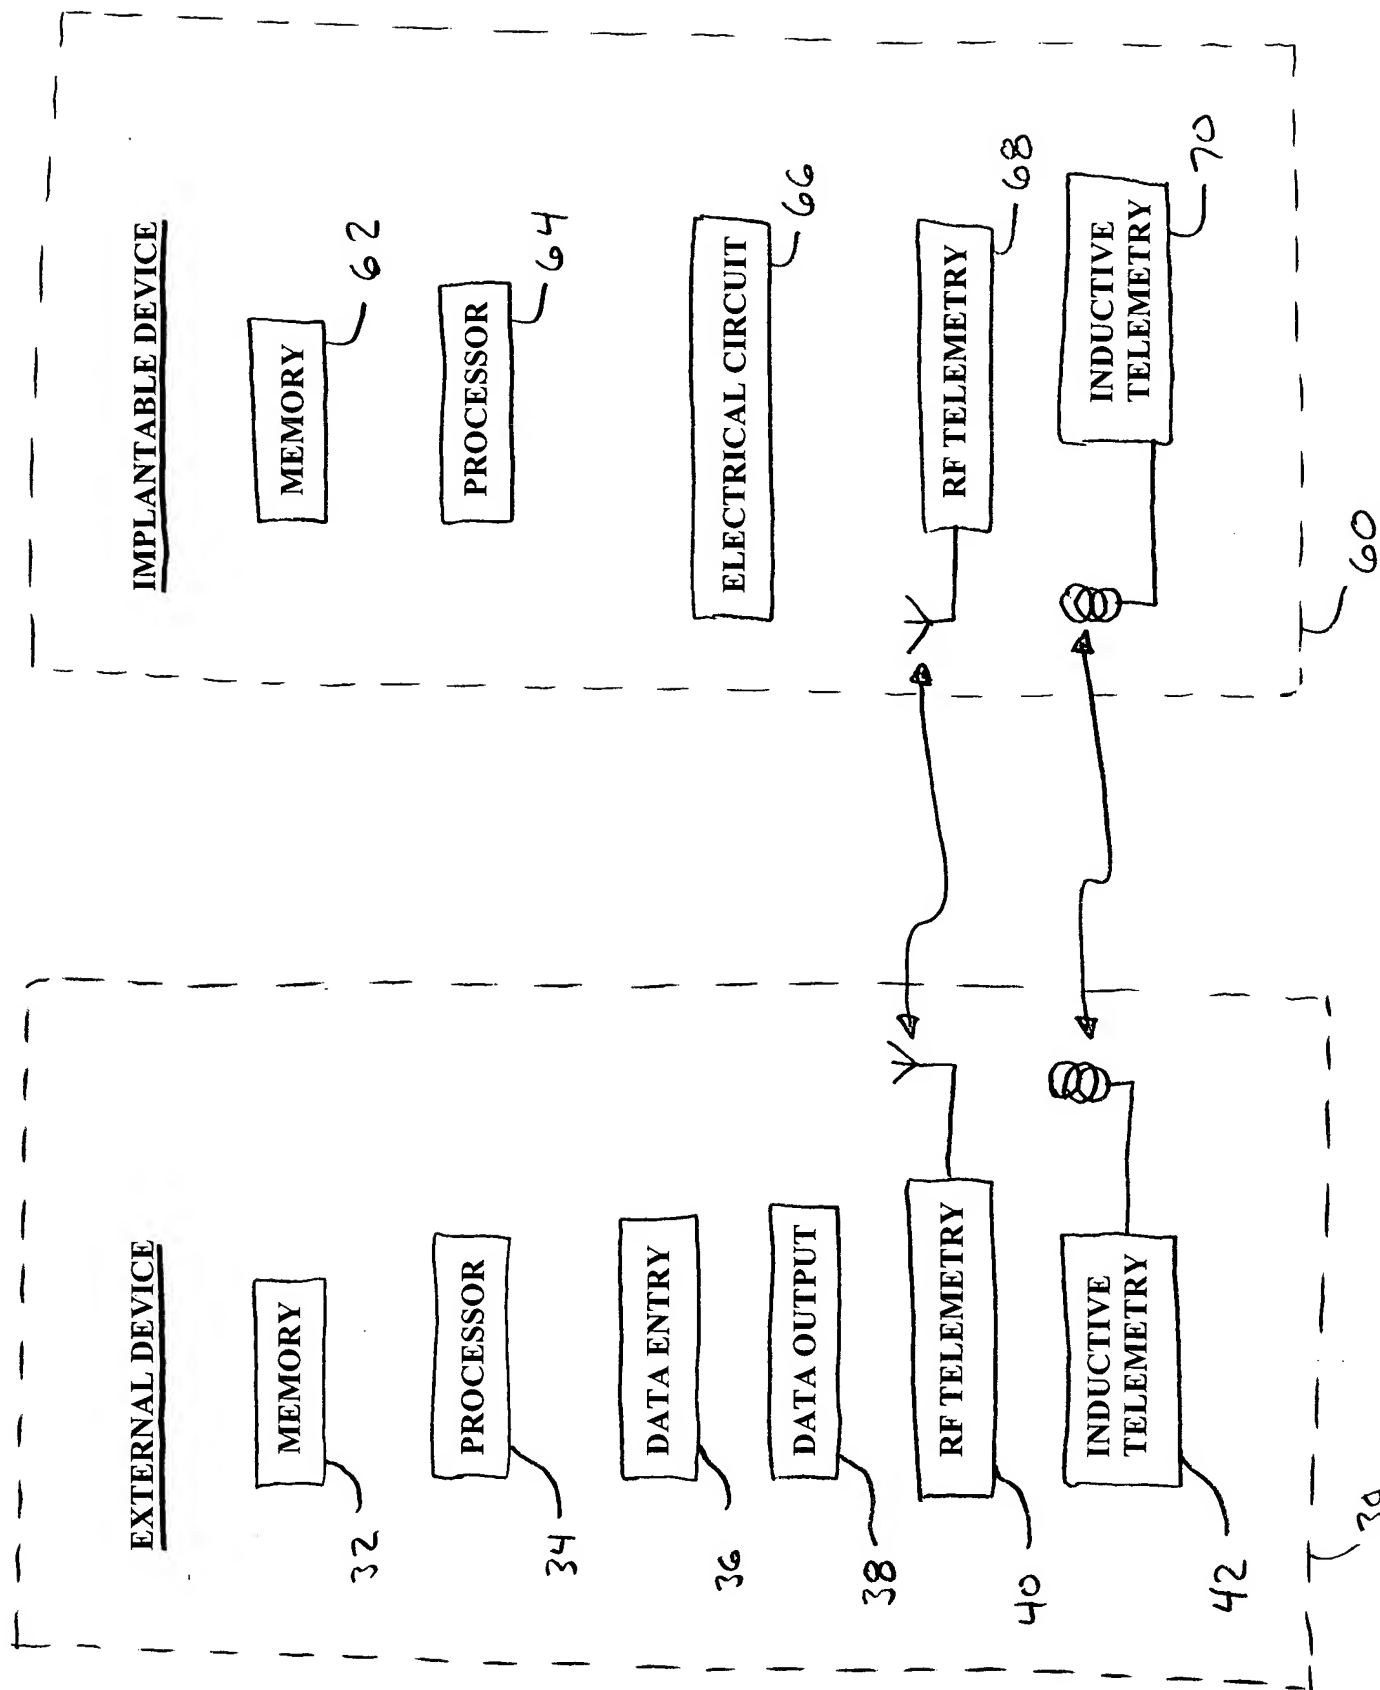 EXTERNAL DEVICE
MEMORY
32
PROCESSOR
34
DATA ENTRY
36
DATA OUTPUT
38
RF TELEMETRY
40
INDUCTIVE
TELEMETRY
42
30
IMPLANTABLE DEVICE
MEMORY
62
PROCESSOR
64
ELECTRICAL CIRCUIT
66
RF TELEMETRY
68
INDUCTIVE
TELEMETRY
70
60